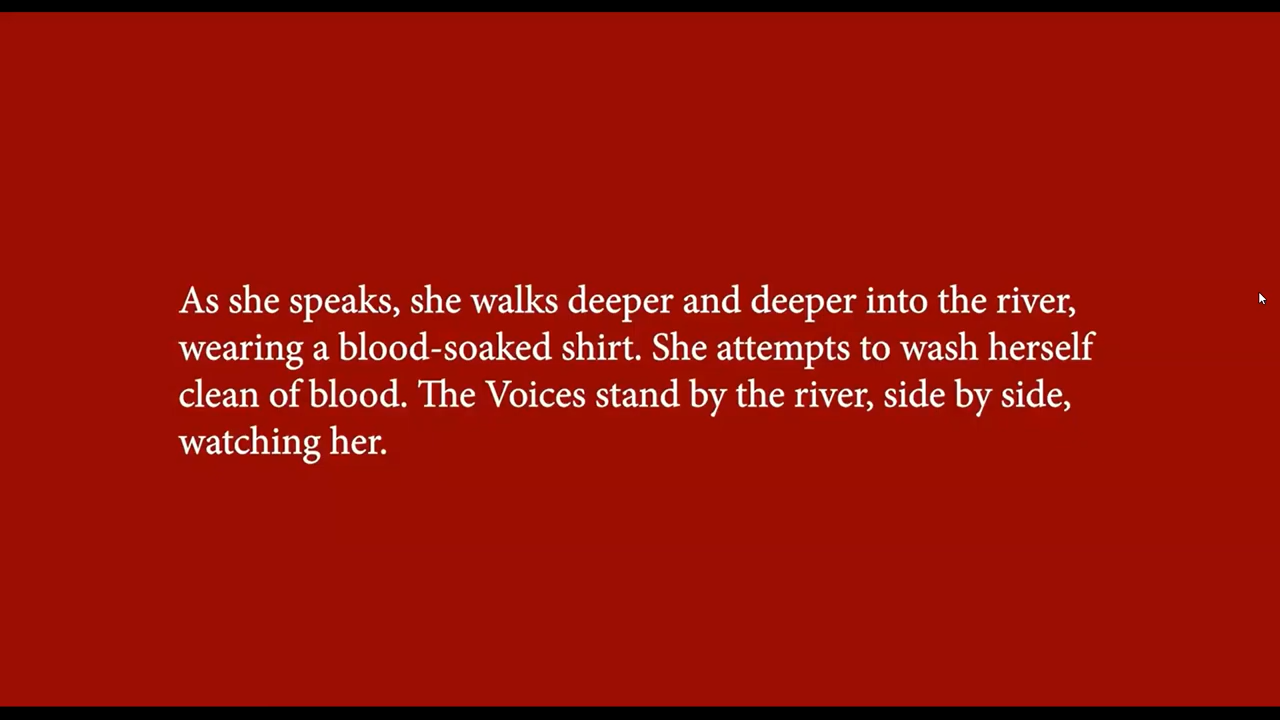 As she speaks, she walks deeper and deeper into the river,
wearing a blood-soaked shirt. She attempts to wash herself
clean of blood. The Voices stand by the river, side by side,
watching her.